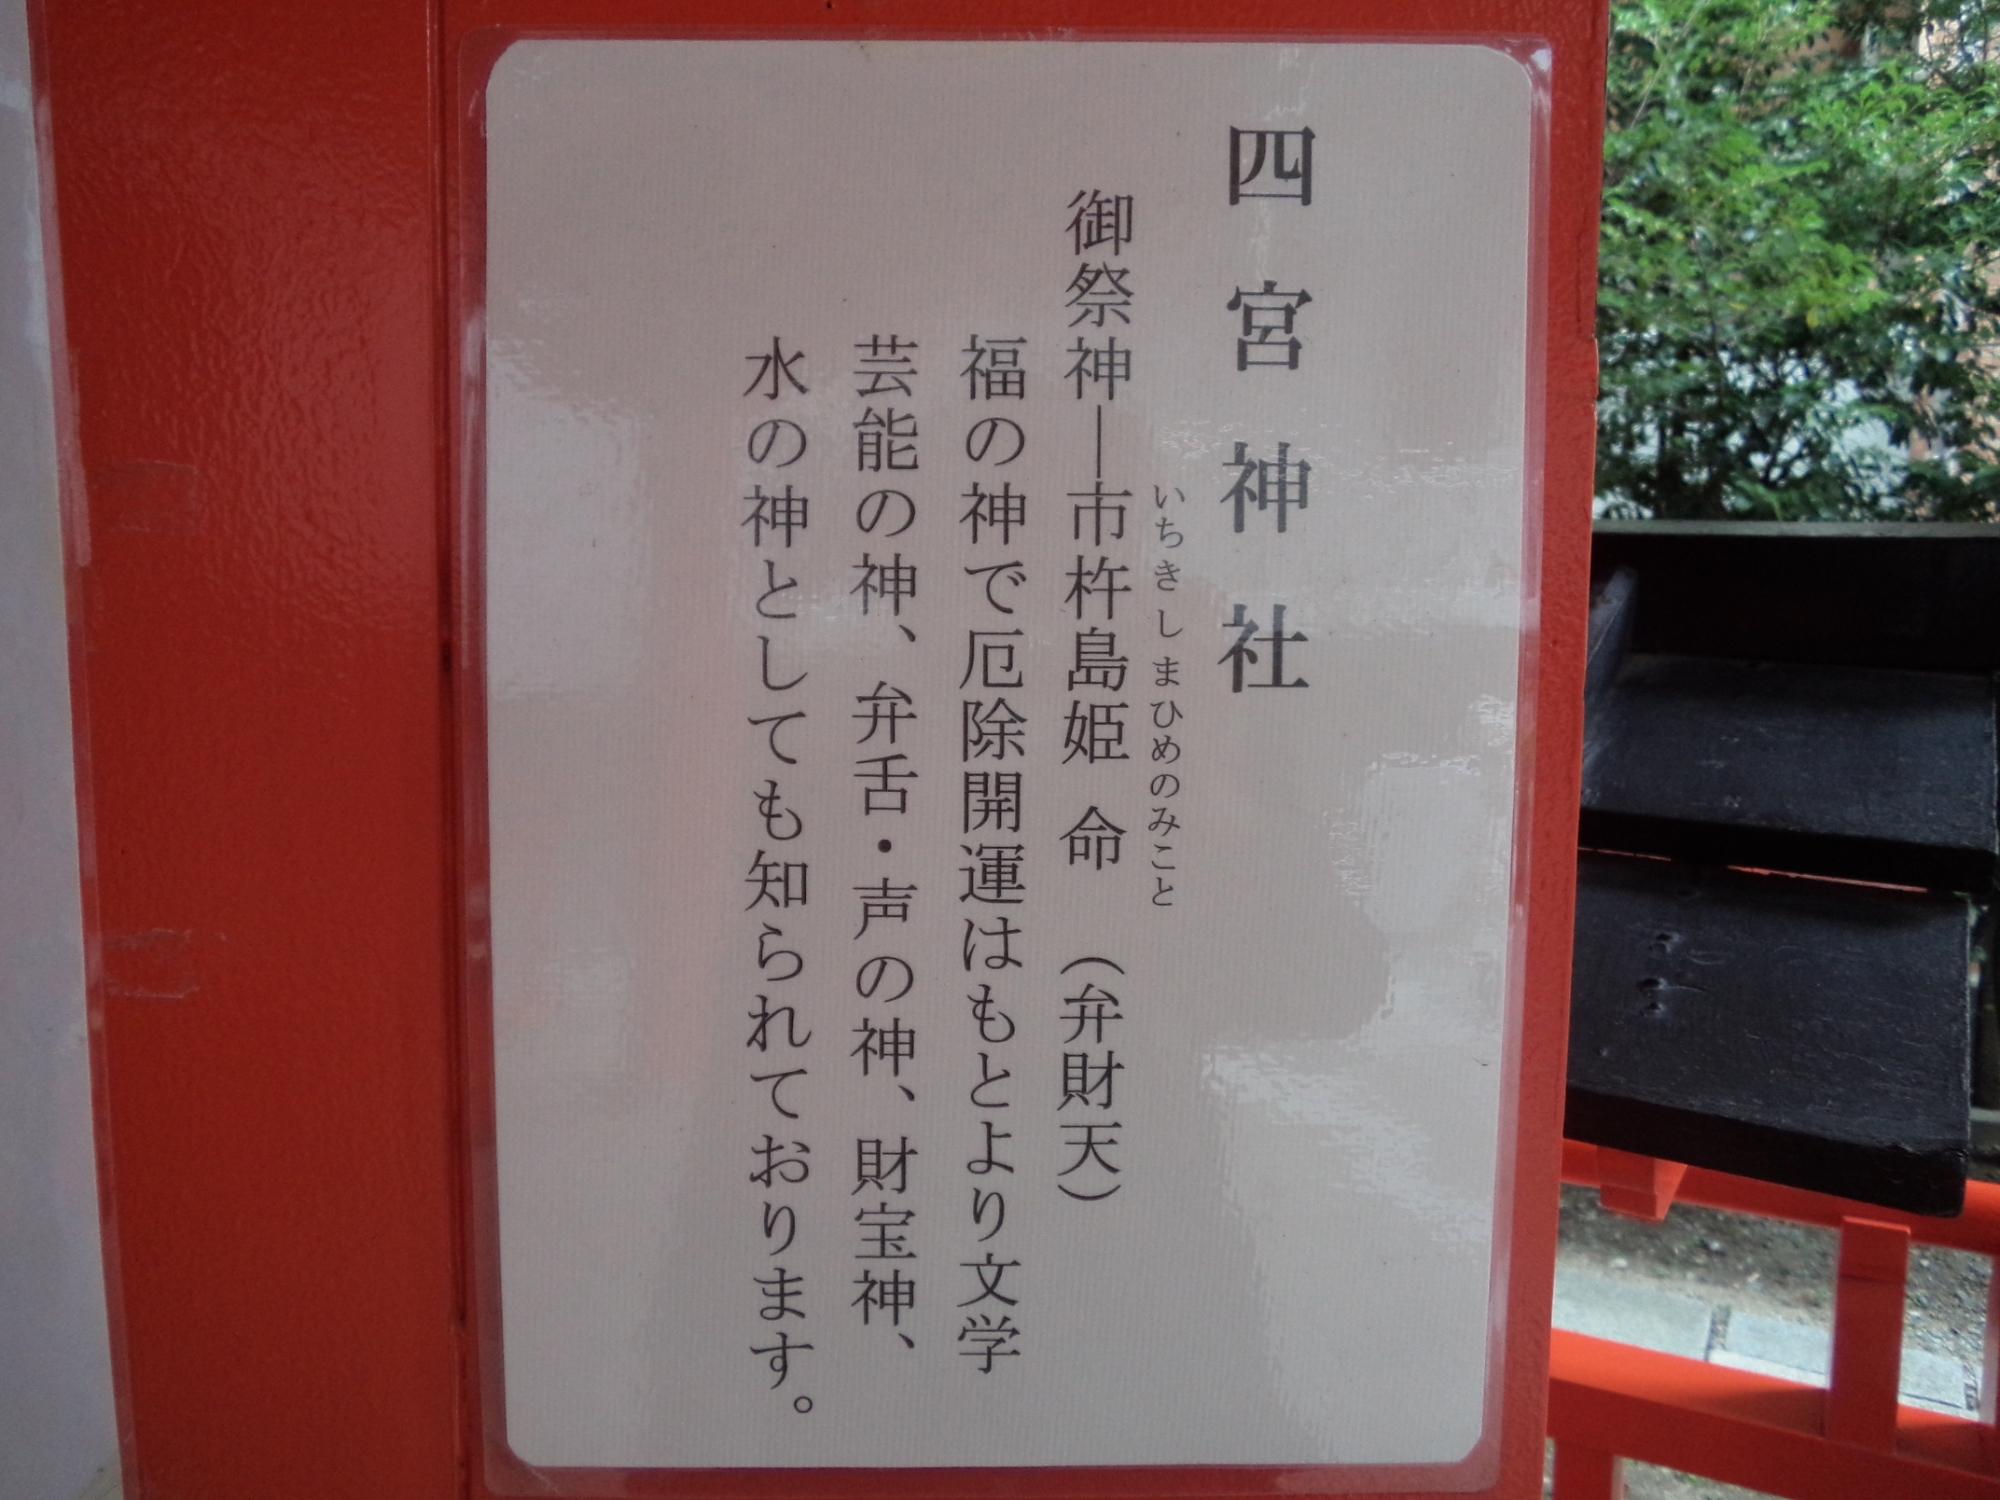 四宮神社
御祭神―市杵島姫命（弁財天）
いちきしまひめのみこと
福の神で厄除開運はもとより文学
芸能の神、弁舌・声の神、財宝神、
水の神としても知られております。